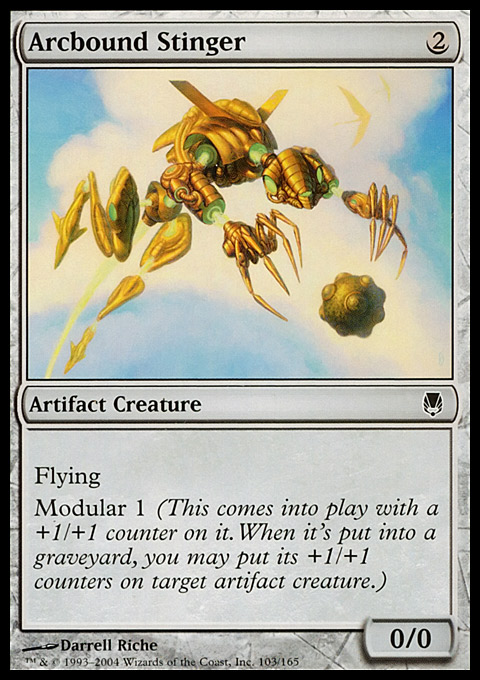 Arcbound Stinger 2
Artifact Creature
Flying
Modular 1 (This comes into play with a
+1/+1 counter on it. When it's put into a
graveyard, you may put its +1/+1
counters on target artifact creature.)
Darrell Riche
™ & © 1993–2004 Wizards of the Coast, Inc. 103/165
0/0